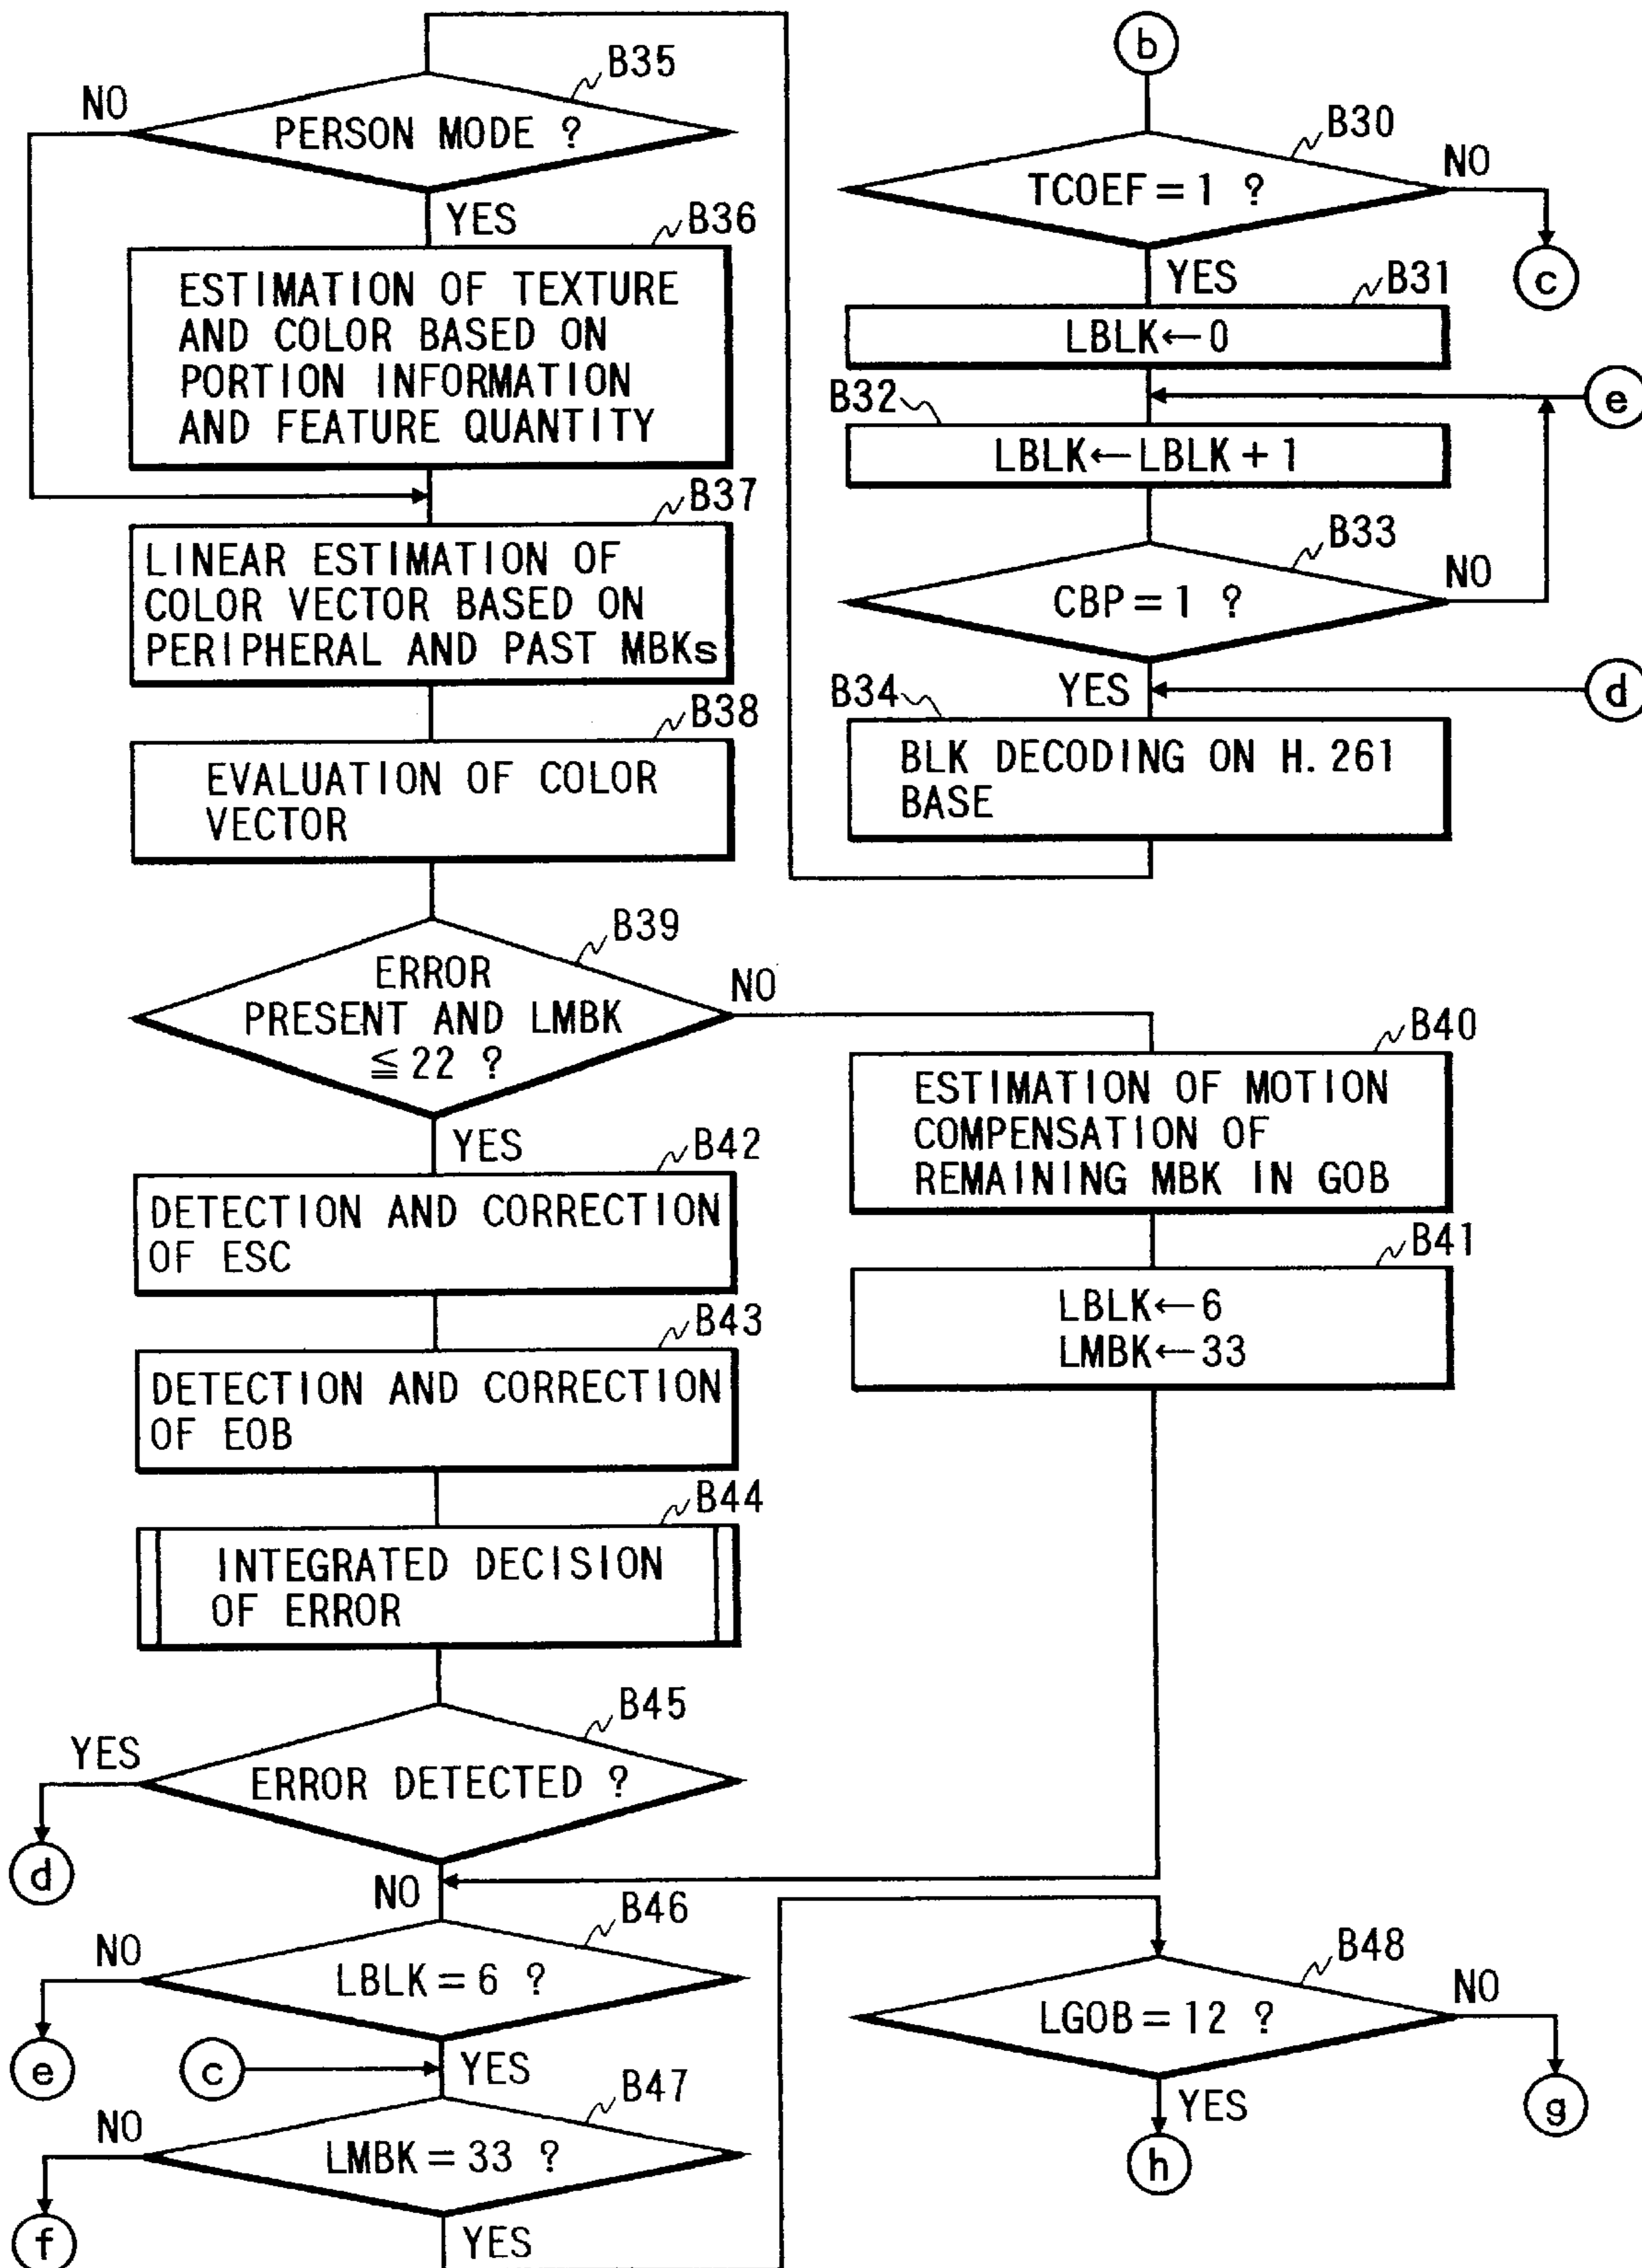 b
B30
TCOEF=1 ?
NO
c
YES
B31
LBLK←0
e
B32
LBLK←LBLK+1
B33
CBP=1 ?
NO
YES
d
B34
BLK DECODING ON H.261
BASE
B35
NO
PERSON MODE ?
YES
B36
ESTIMATION OF TEXTURE
AND COLOR BASED ON
PORTION INFORMATION
AND FEATURE QUANTITY
B37
LINEAR ESTIMATION OF
COLOR VECTOR BASED ON
PERIPHERAL AND PAST MBKs
B38
EVALUATION OF COLOR
VECTOR
B39
ERROR
PRESENT AND LMBK
≦22 ?
NO
YES
B40
ESTIMATION OF MOTION
COMPENSATION OF
REMAINING MBK IN GOB
B41
LBLK←6
LMBK←33
B42
DETECTION AND CORRECTION
OF ESC
B43
DETECTION AND CORRECTION
OF EOB
B44
INTEGRATED DECISION
OF ERROR
B45
YES
ERROR DETECTED ?
d
NO
B46
NO
LBLK=6 ?
e
c
YES
B47
NO
LMBK=33 ?
f
YES
B48
LGOB=12 ?
NO
g
YES
h